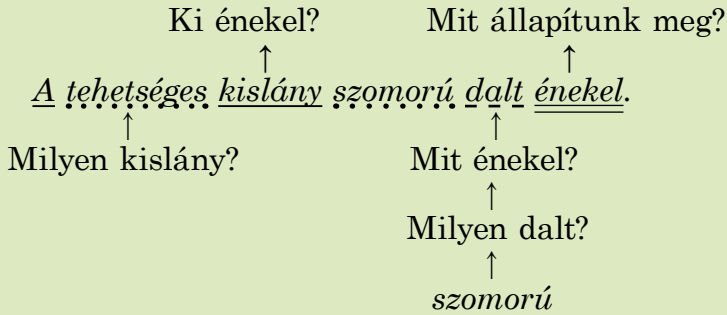 Ki énekel? Mit állapítunk meg?
A tehetséges kislány szomorú dalt énekel.
Milyen kislány? Mit énekel?
Milyen dalt?
szomorú